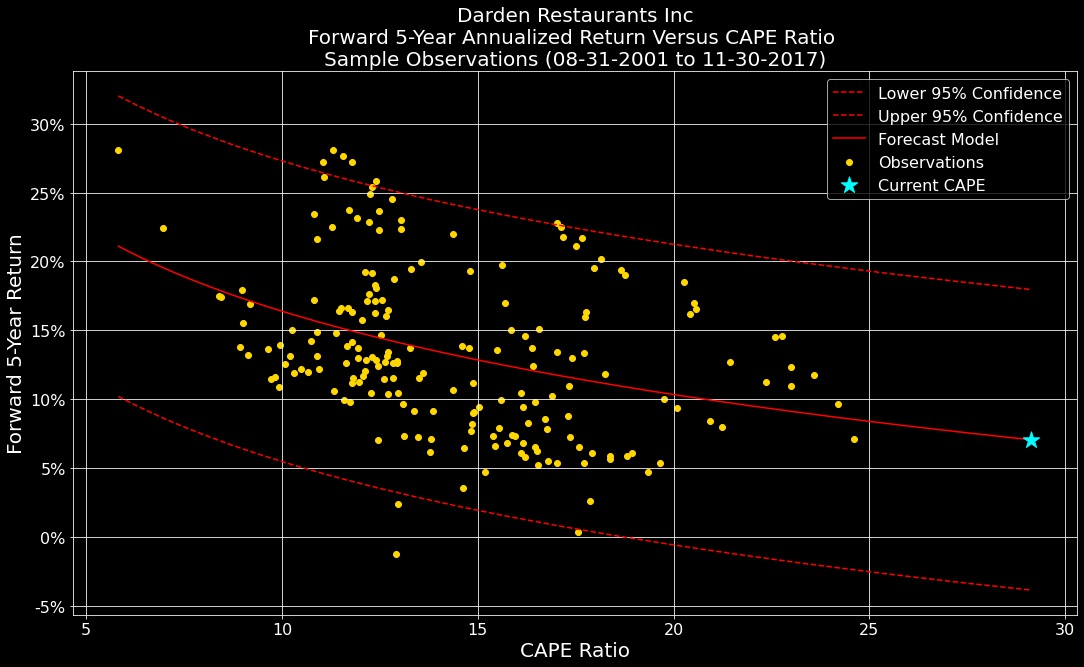 Darden Restaurants Inc
Forward 5-Year Annualized Return Versus CAPE Ratio
Sample Observations (08-31-2001 to 11-30-2017)
Lower 95% Confidence
Upper 95% Confidence
Forecast Model
Observations
Current CAPE
30%
25%
20%
15%
10%
5%
0%
-5%
Forward 5-Year Return
5 10 15 20 25 30
CAPE Ratio